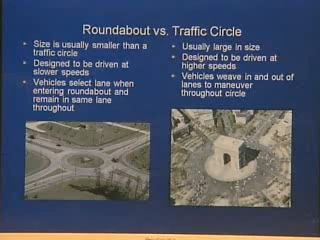 Roundabout vs. Traffic Circle
Size is usually smaller than a
traffic circle
Designed to be driven at
slower speeds
Vehicles select lane when
entering roundabout and
remain in same lane
throughout
Usually large in size
Designed to be driven at
higher speeds
Vehicles weave in and out of
lanes to maneuver
throughout circle